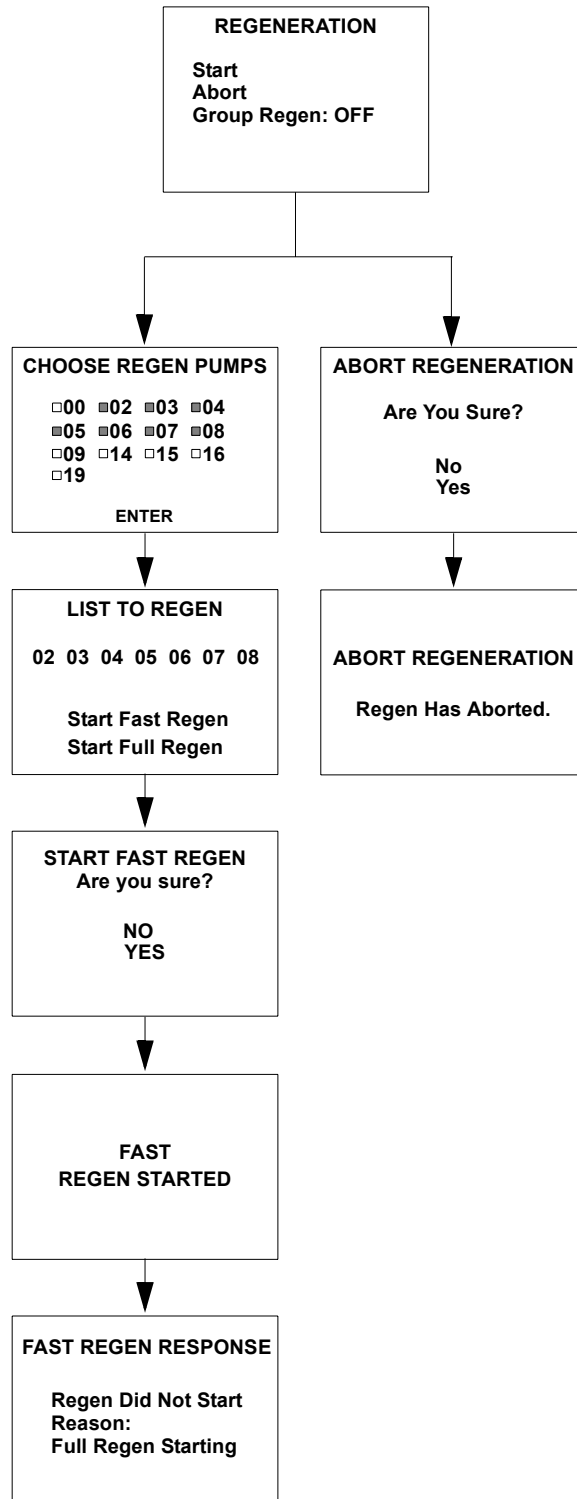 REGENERATION
Start
Abort
Group Regen: OFF
CHOOSE REGEN PUMPS
□00 ■02 ■03 ■04
■05 ■06 ■07 ■08
□09 □14 □15 □16
□19
ENTER
LIST TO REGEN
02 03 04 05 06 07 08
Start Fast Regen
Start Full Regen
START FAST REGEN
Are you sure?
NO
YES
FAST
REGEN STARTED
FAST REGEN RESPONSE
Regen Did Not Start
Reason:
Full Regen Starting
ABORT REGENERATION
Are You Sure?
No
Yes
ABORT REGENERATION
Regen Has Aborted.